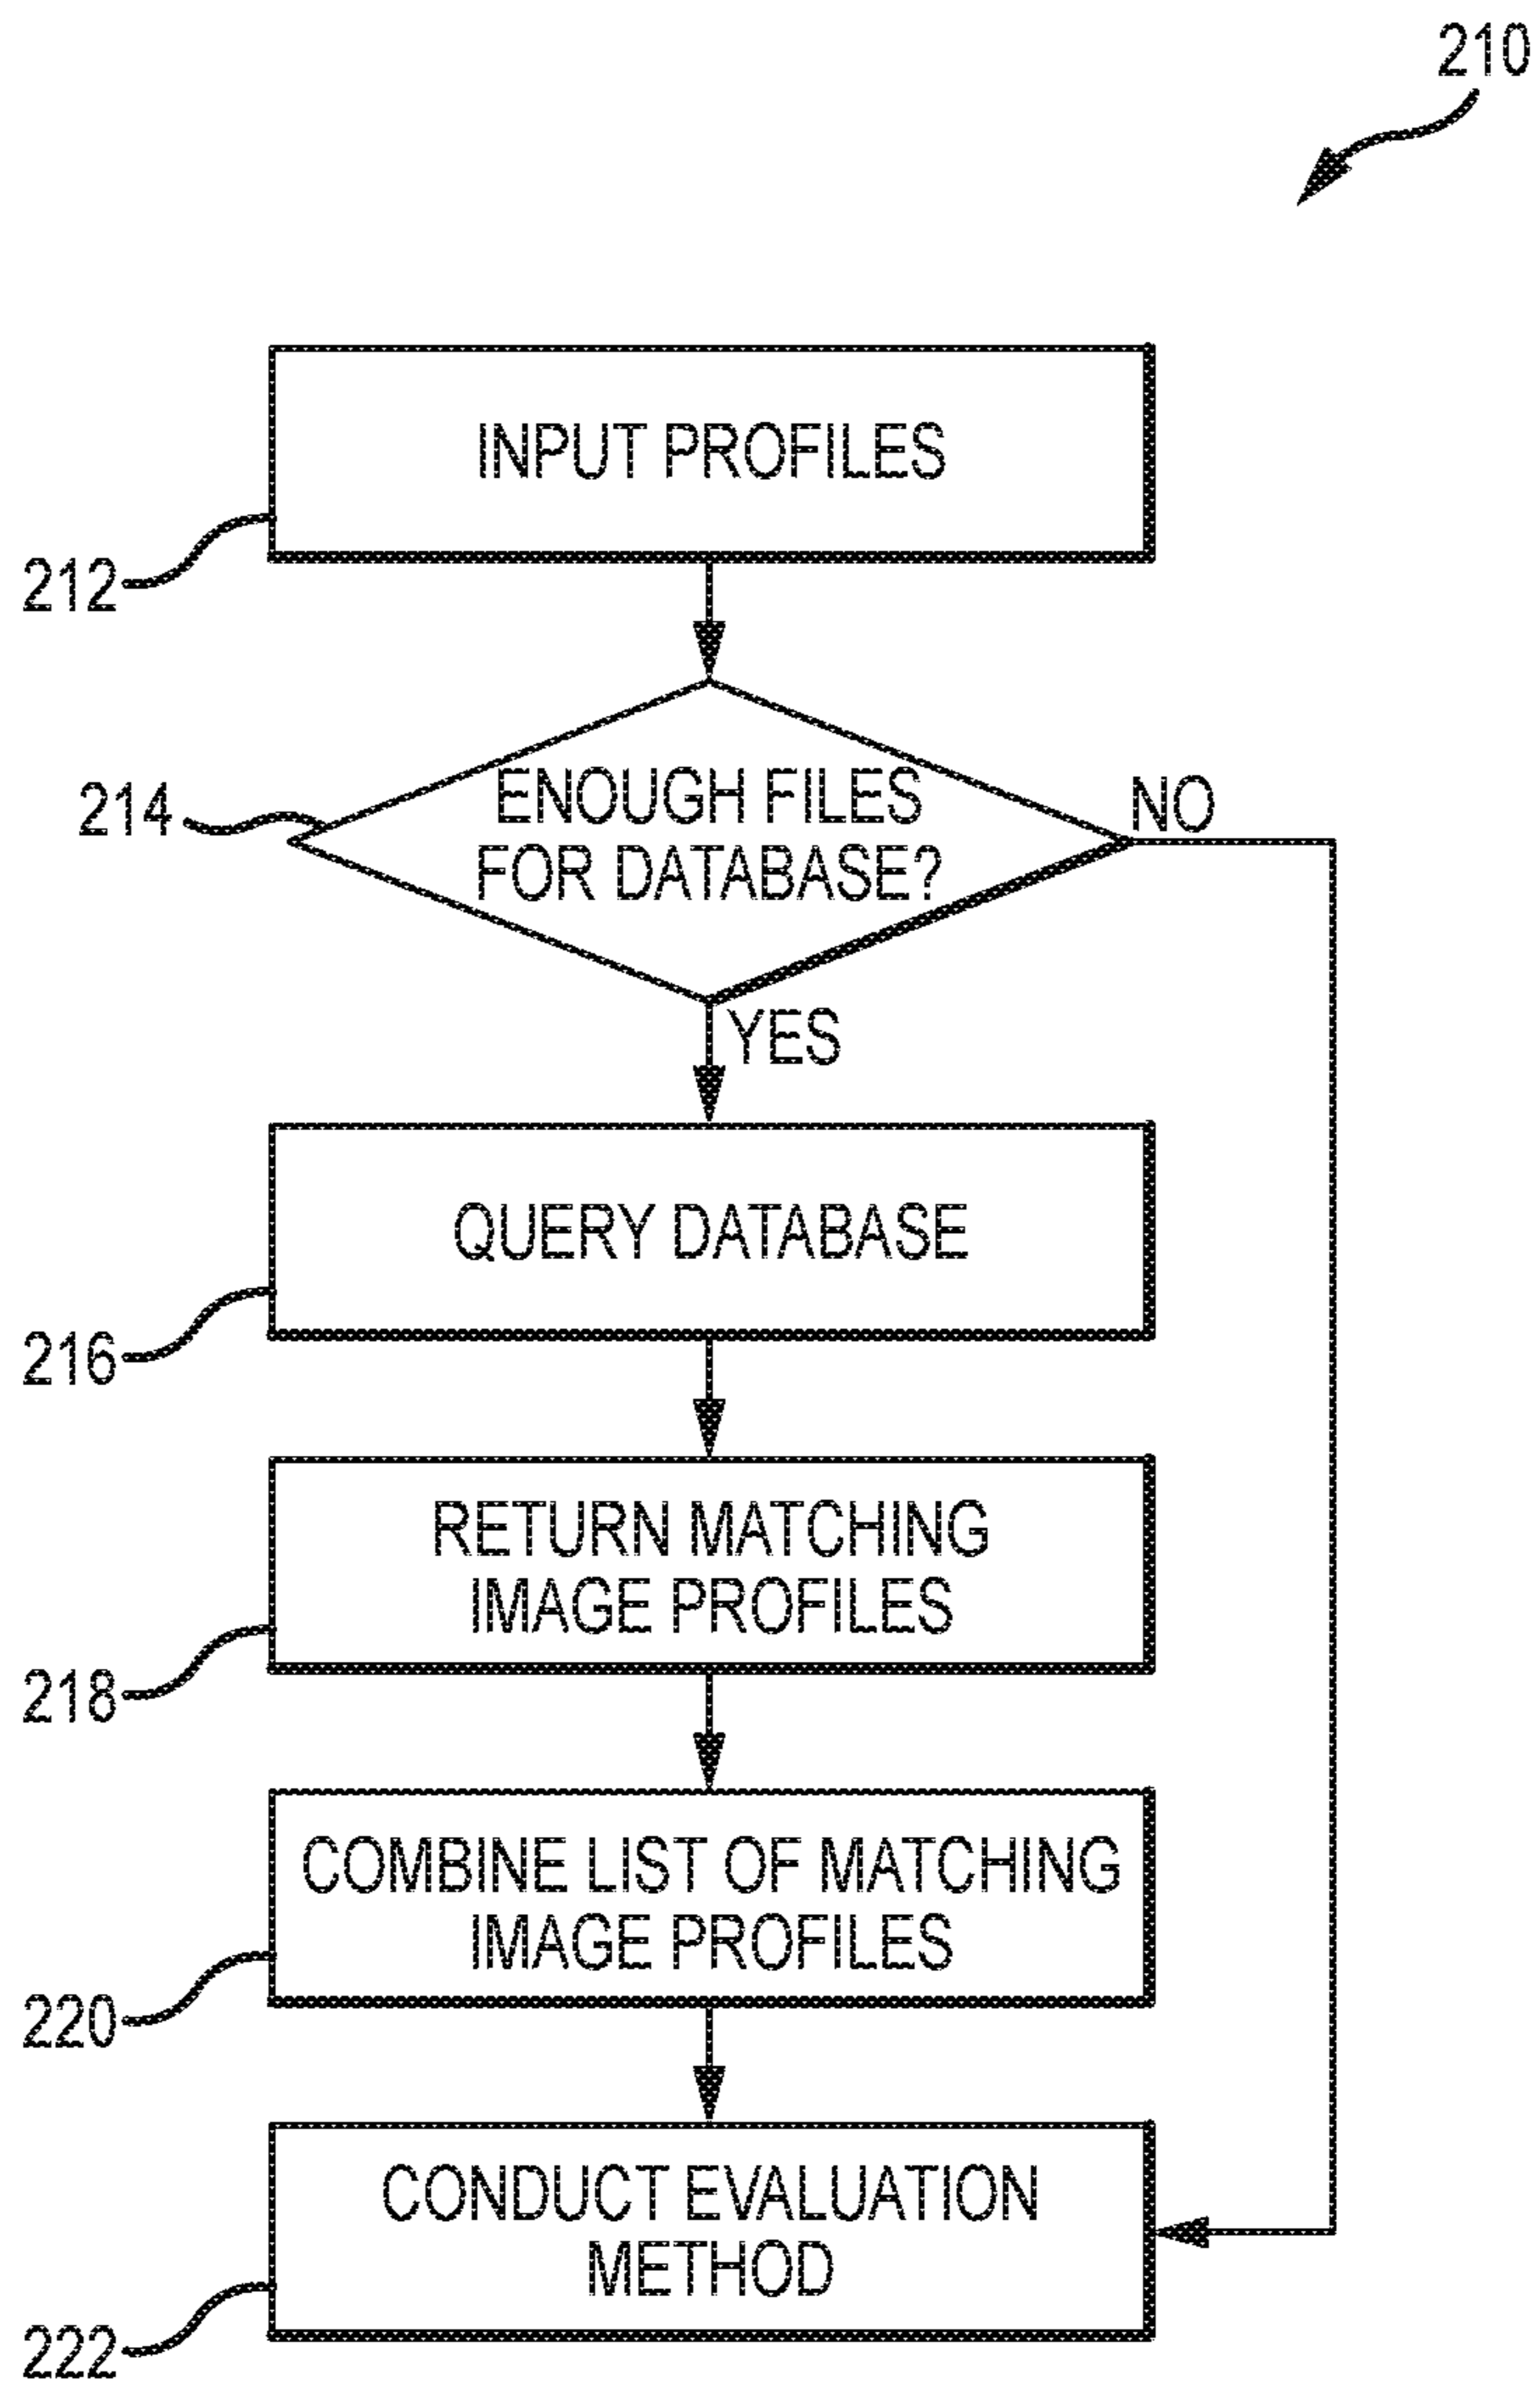 210
INPUT PROFILES
212
ENOUGH FILES
FOR DATABASE?
214
NO
YES
QUERY DATABASE
216
RETURN MATCHING
IMAGE PROFILES
218
COMBINE LIST OF MATCHING
IMAGE PROFILES
220
CONDUCT EVALUATION
METHOD
222